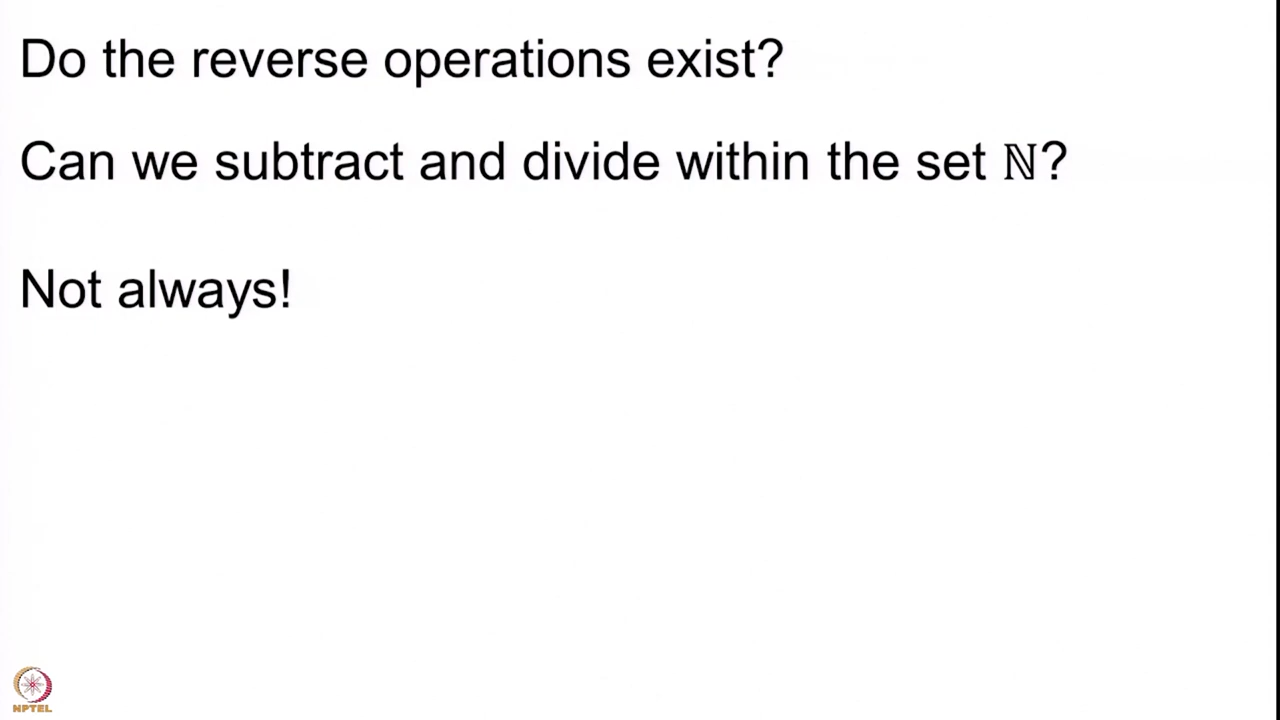 Do the reverse operations exist?
Can we subtract and divide within the set ℕ?
Not always!
NPTEL